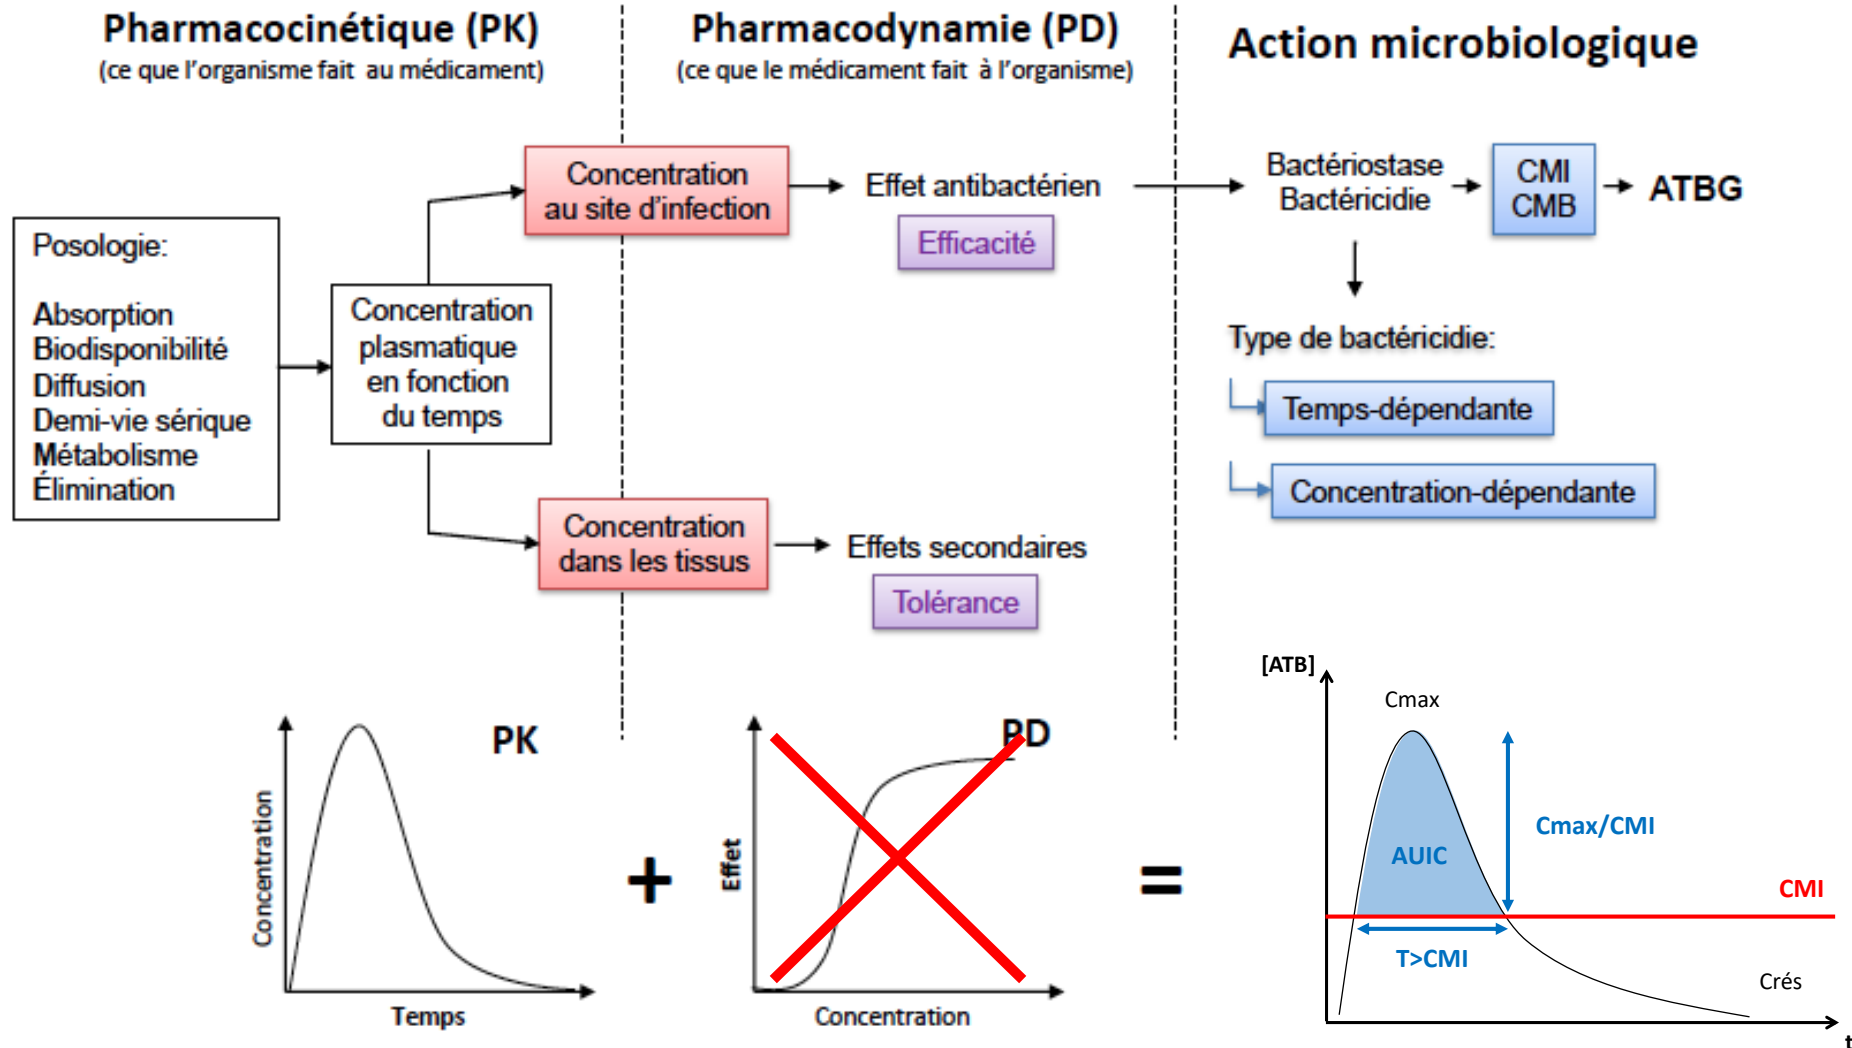 Pharmacocinétique (PK)
(ce que l'organisme fait au médicament)
Pharmacodynamie (PD)
(ce que le médicament fait à l'organisme)
Action microbiologique
Posologie:
Absorption
Biodisponibilité
Diffusion
Demi-vie sérique
Métabolisme
Élimination
Concentration
plasmatique
en fonction
du temps
Concentration
au site d'infection
Effet antibactérien
Efficacité
Bactériostase
Bactéricidie
CMI
CMB
ATBG
Type de bactéricidie:
Temps-dépendante
Concentration-dépendante
Concentration
dans les tissus
Effets secondaires
Tolérance
PK
Concentration
Temps
+
PD
Effet
Concentration
=
[ATB]
Cmax
Cmax/CMI
AUIC
CMI
T>CMI
Crés
t